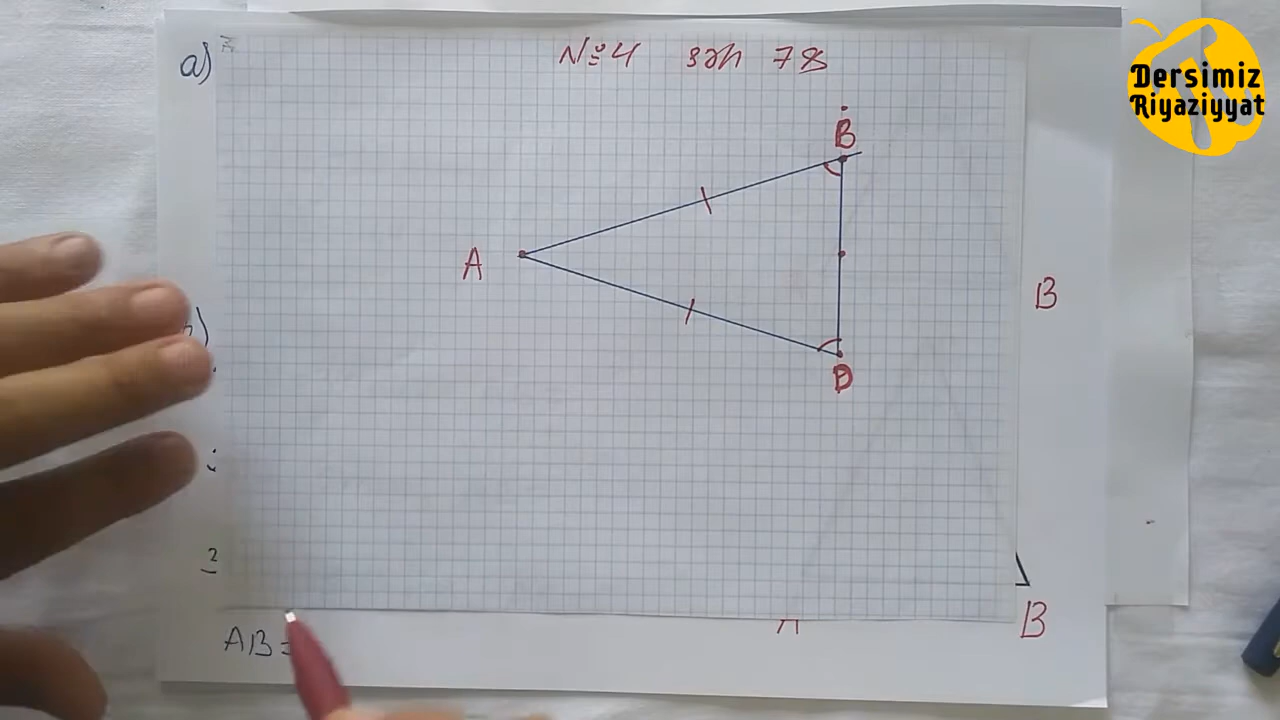 a)
№4 səh 78
Dersimiz
Riyaziyyat
B
A
B
D
B
AB =